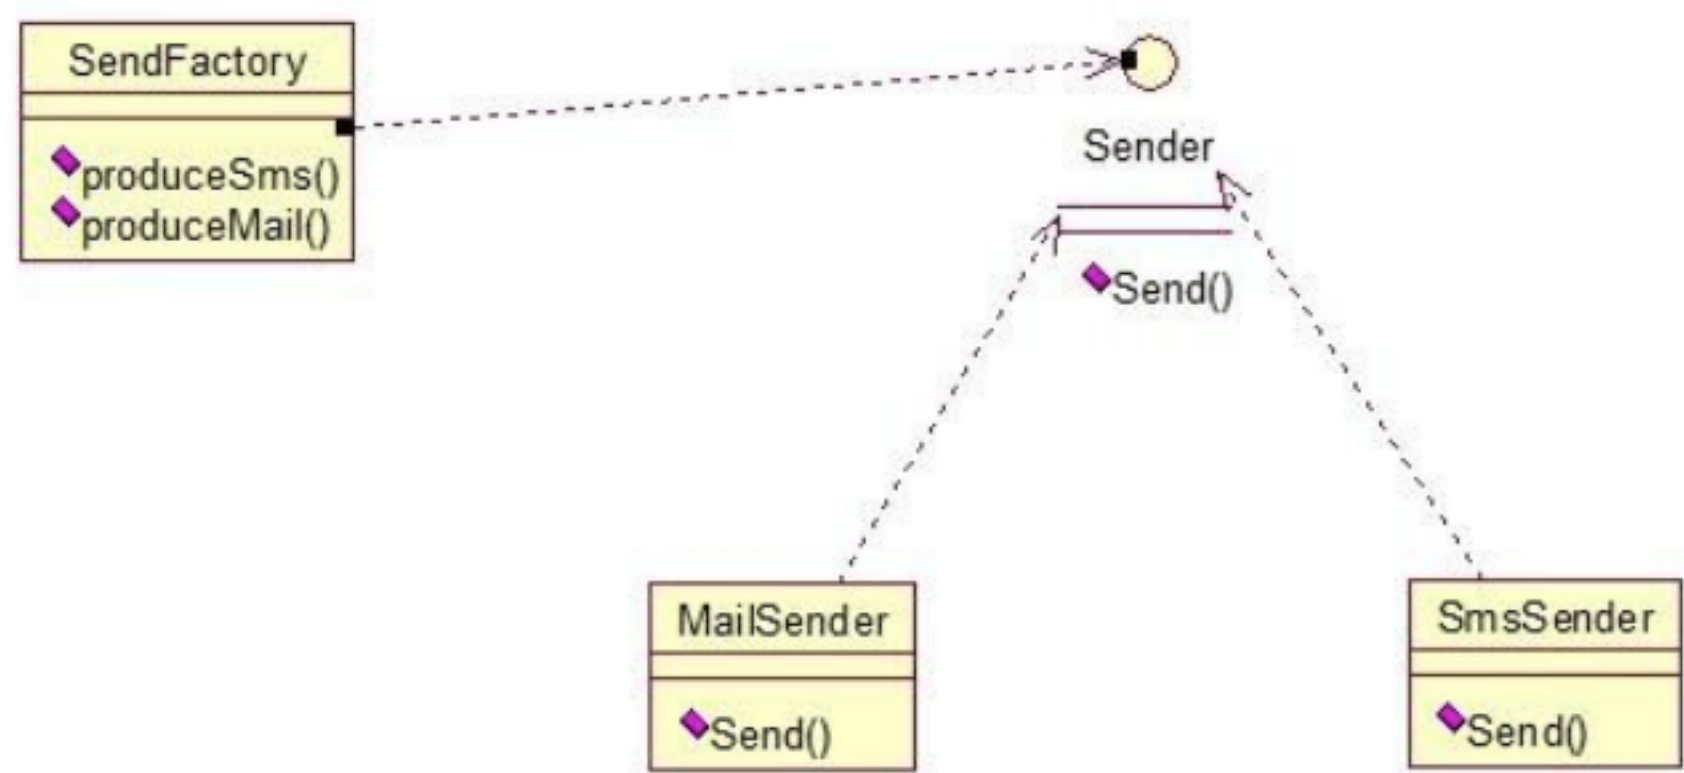 SendFactory
produceSms()
produceMail()
Sender
Send()
MailSender
Send()
SmsSender
Send()